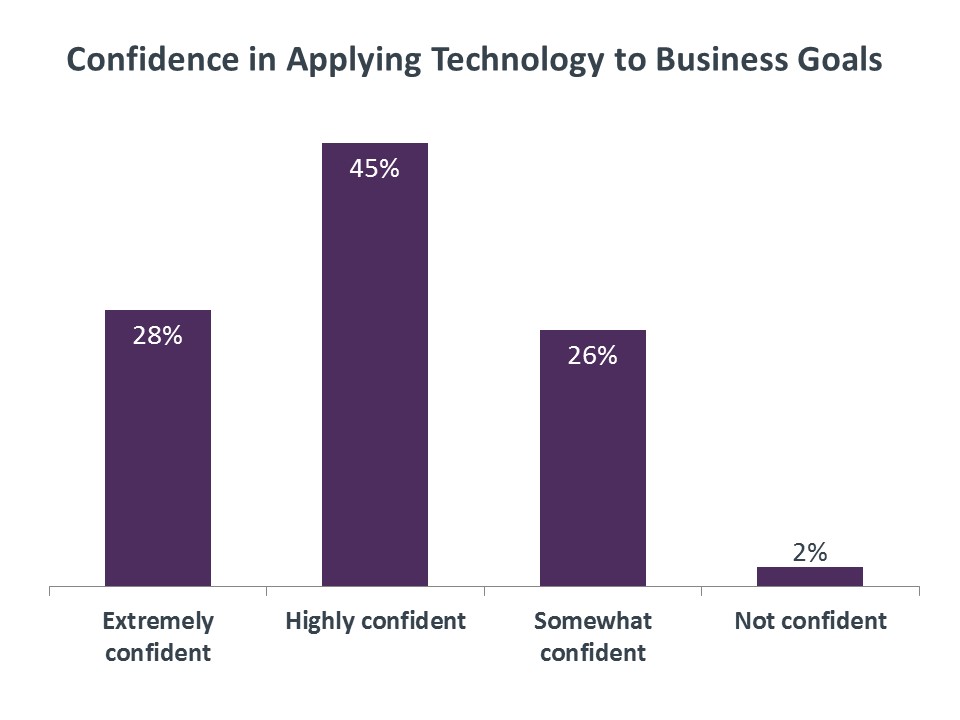 Confidence in Applying Technology to Business Goals
45%
28%
26%
2%
Extremely
confident
Highly confident
Somewhat
confident
Not confident